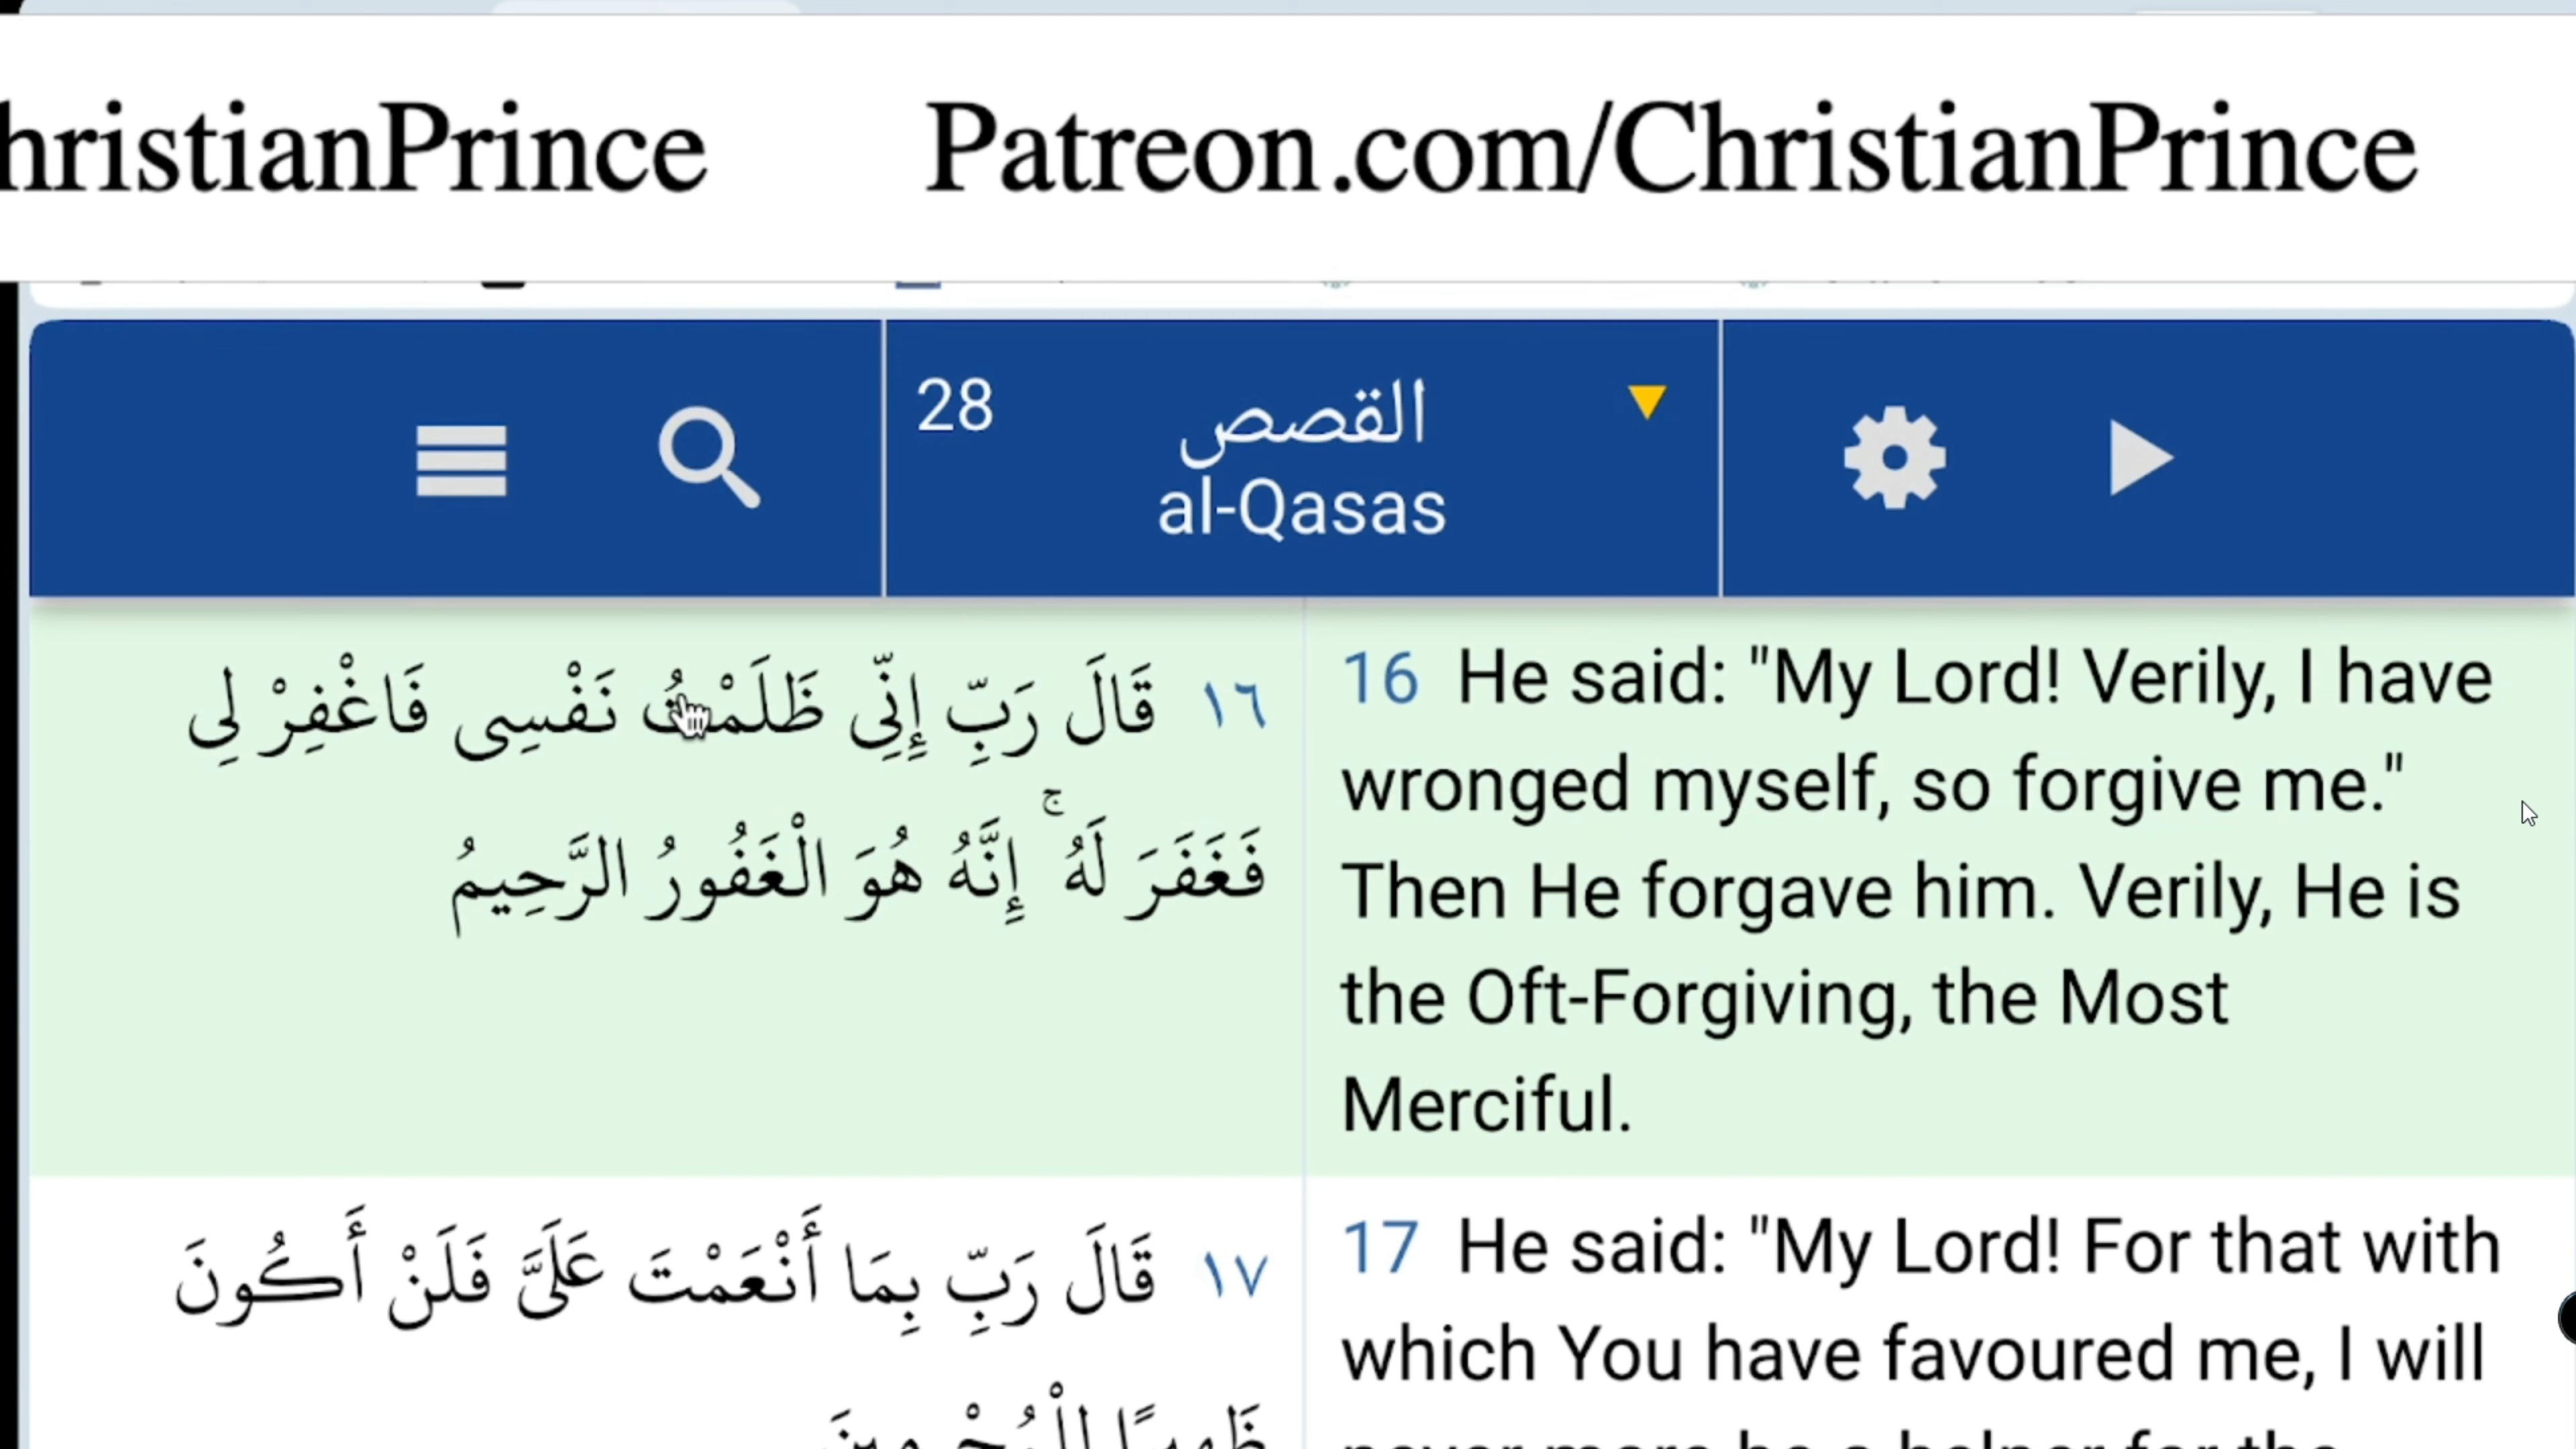 hristianPrince Patreon.com/ChristianPrince
28
القصص
al-Qasas
١٦ قَالَ رَبِّ إِنِّى ظَلَمْتُ نَفْسِى فَاغْفِرْ لِى
فَغَفَرَ لَهُ ۚ إِنَّهُ هُوَ الْغَفُورُ الرَّحِيمُ
16 He said: "My Lord! Verily, I have
wronged myself, so forgive me."
Then He forgave him. Verily, He is
the Oft-Forgiving, the Most
Merciful.
١٧ قَالَ رَبِّ بِمَا أَنْعَمْتَ عَلَىَّ فَلَنْ أَكُونَ
17 He said: "My Lord! For that with
which You have favoured me, I will